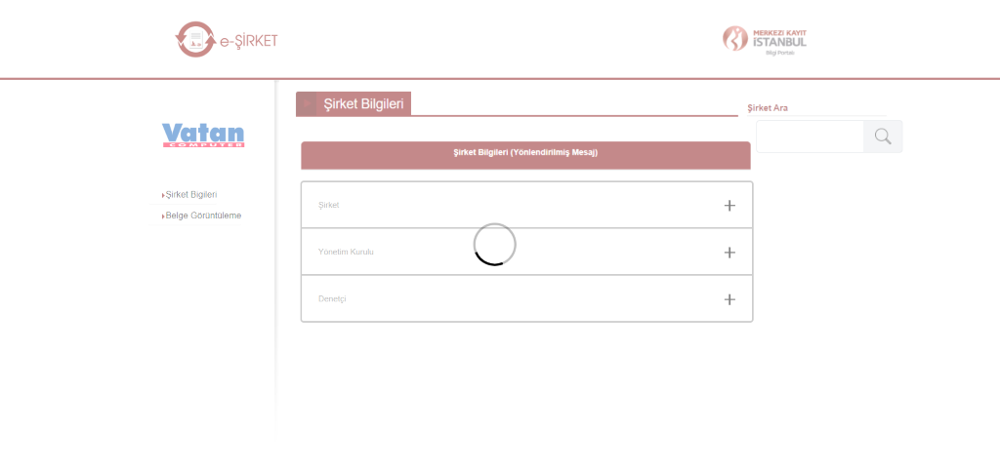 e-ŞİRKET
MERKEZİ KAYIT
İSTANBUL
Bilgi Portalı
Şirket Bilgileri
Şirket Ara
Vatan
COMPUTER
Şirket Bilgileri (Yönlendirilmiş Mesaj)
Şirket Bigileri
Belge Görüntüleme
Şirket
Yönetim Kurulu
Denetçi